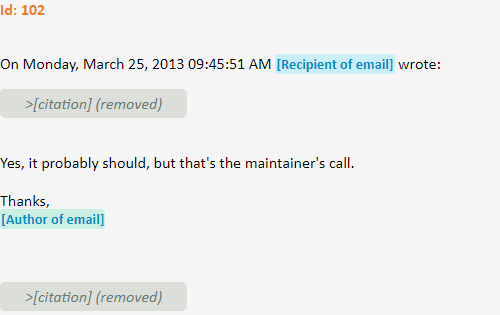 Id: 102
On Monday, March 25, 2013 09:45:51 AM [Recipient of email] wrote:
>[citation] (removed)
Yes, it probably should, but that's the maintainer's call.
Thanks,
[Author of email]
>[citation] (removed)